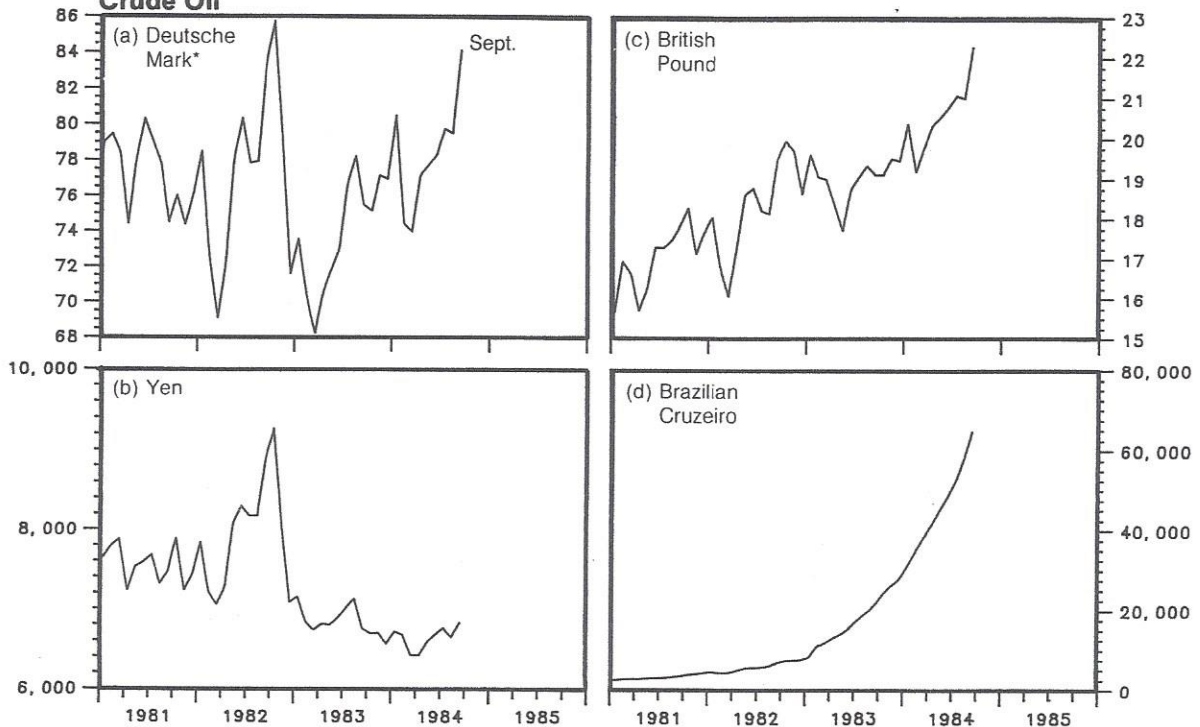 Crude Oil
86
84
82
80
78
76
74
72
70
68
(a) Deutsche
Mark*
Sept.
(c) British
Pound
23
22
21
20
19
18
17
16
15
10,000
8,000
6,000
(b) Yen
(d) Brazilian
Cruzeiro
80,000
60,000
40,000
20,000
0
1981 1982 1983 1984 1985
1981 1982 1983 1984 1985